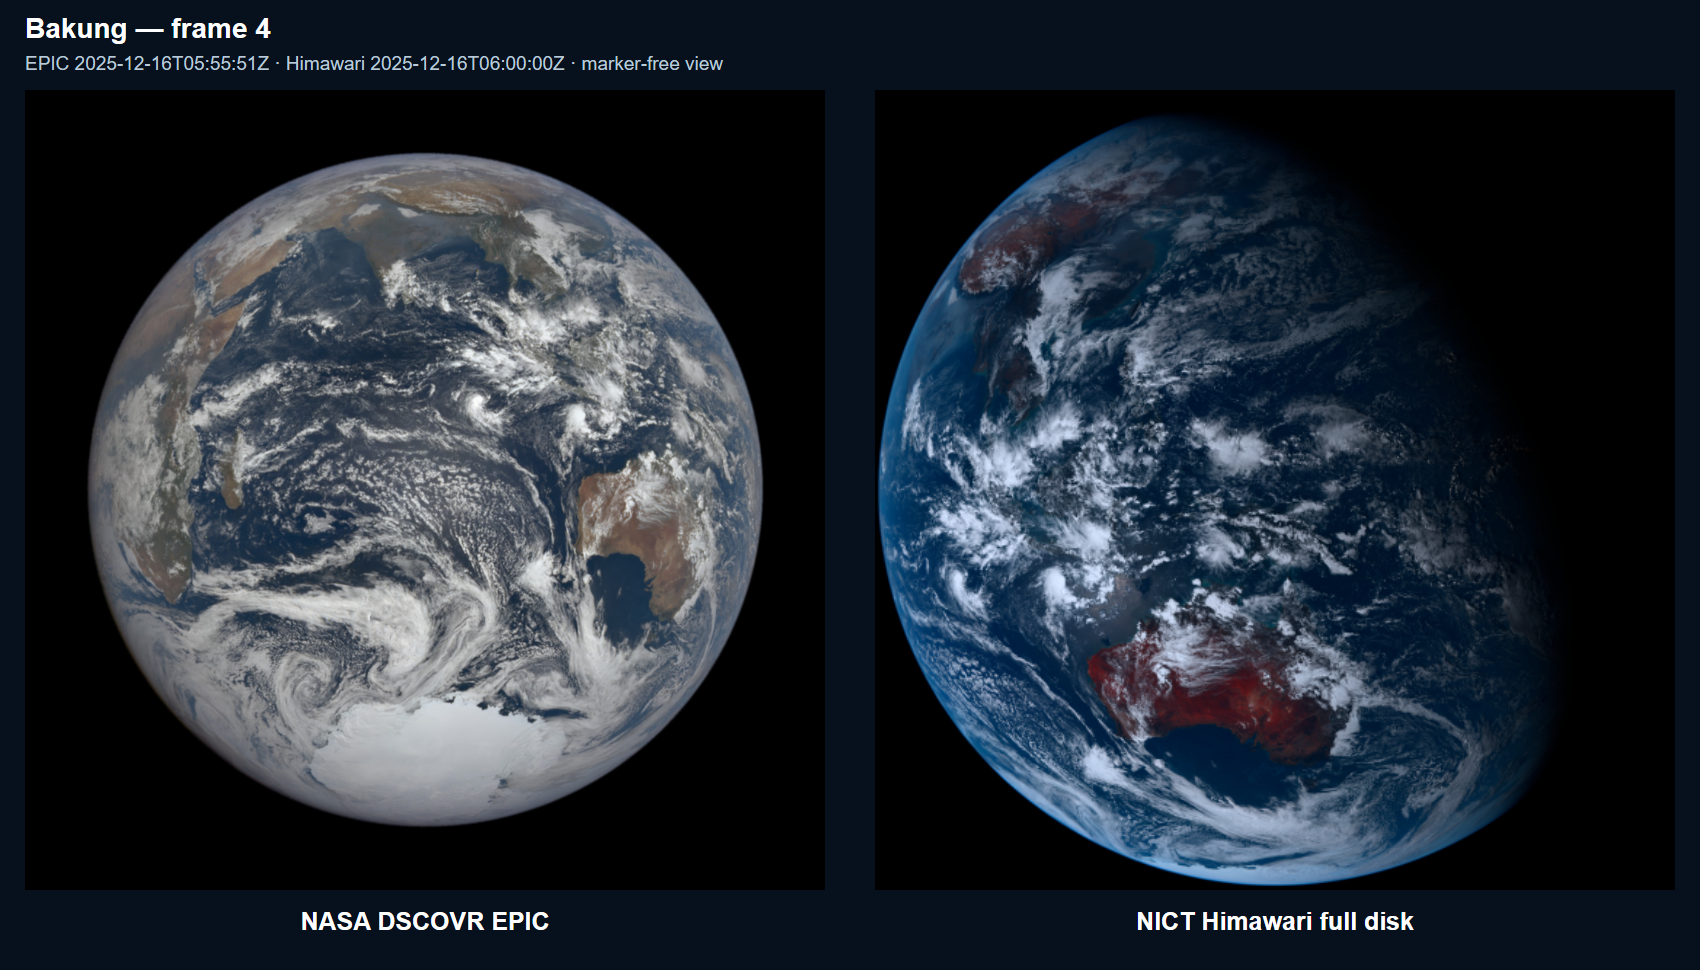 Bakung — frame 4
EPIC 2025-12-16T05:55:51Z · Himawari 2025-12-16T06:00:00Z · marker-free view
NASA DSCOVR EPIC
NICT Himawari full disk